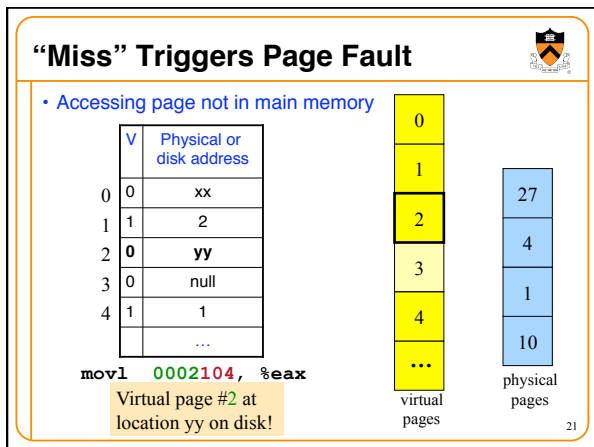 “Miss” Triggers Page Fault
• Accessing page not in main memory
V Physical or
disk address
0 0 xx
1 1 2
2 0 yy
3 0 null
4 1 1
…
movl 0002104, %eax
Virtual page #2 at
location yy on disk!
0
1
2
3
4
...
virtual
pages
27
4
1
10
physical
pages
21